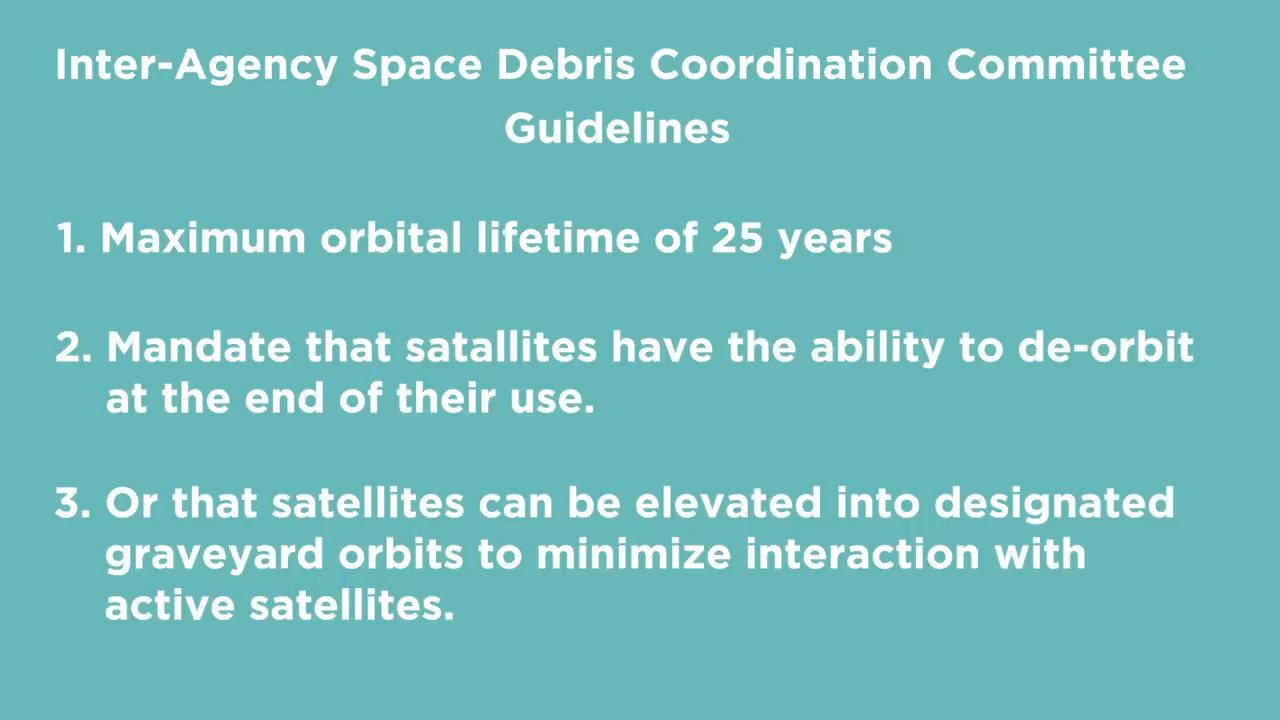 Inter-Agency Space Debris Coordination Committee
Guidelines
1. Maximum orbital lifetime of 25 years
2. Mandate that satallites have the ability to de-orbit
at the end of their use.
3. Or that satellites can be elevated into designated
graveyard orbits to minimize interaction with
active satellites.